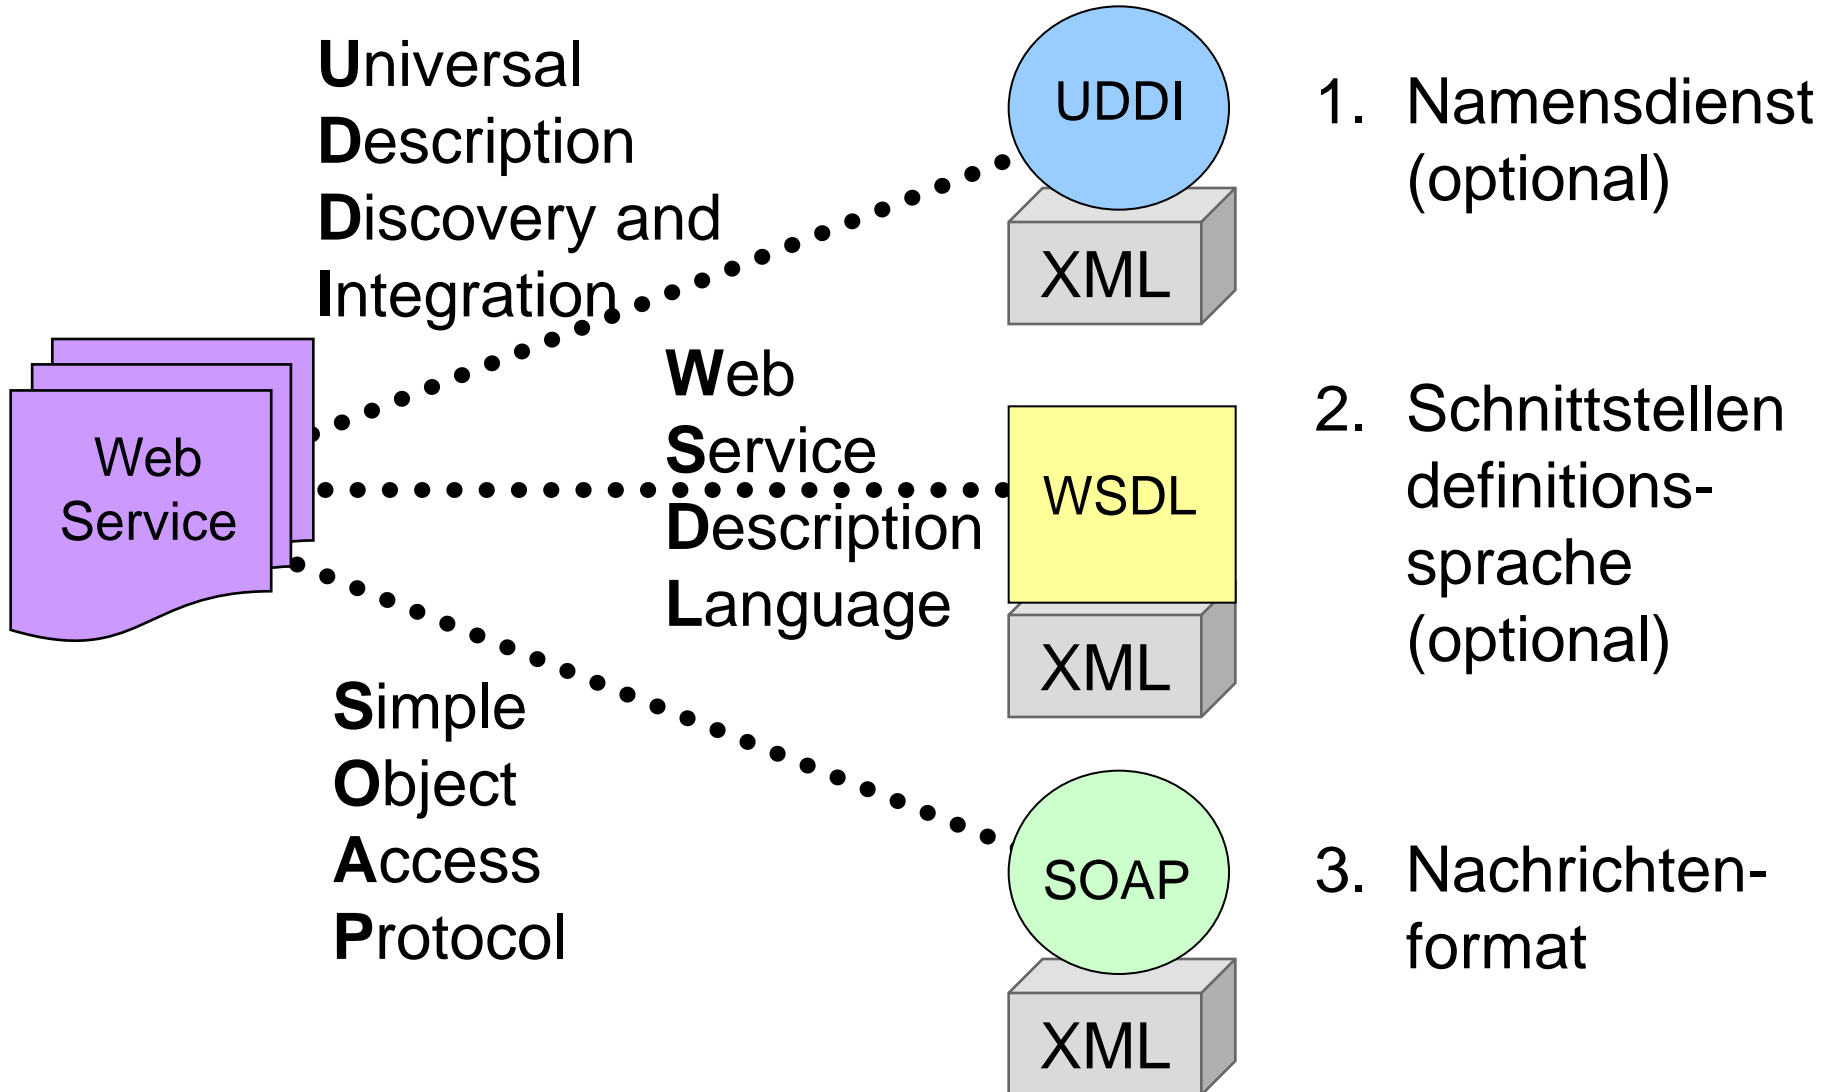 Universal
Description
Discovery and
Integration
UDDI
XML
1. Namensdienst
(optional)
Web
Service
Web
Service
Description
Language
WSDL
XML
2. Schnittstellen
definitions-
sprache
(optional)
Simple
Object
Access
Protocol
SOAP
XML
3. Nachrichten-
format